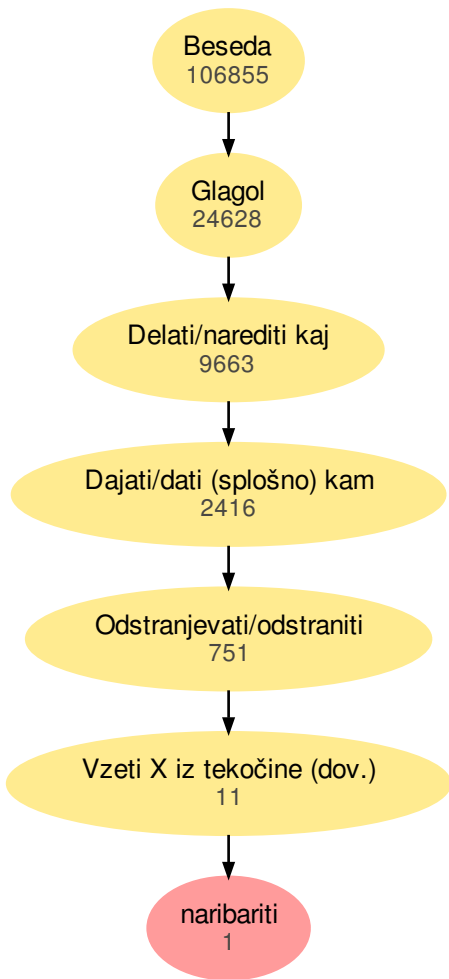 Beseda
106855
Glagol
24628
Delati/narediti kaj
9663
Dajati/dati (splošno) kam
2416
Odstranjevati/odstraniti
751
Vzeti X iz tekočine (dov.)
11
naribariti
1